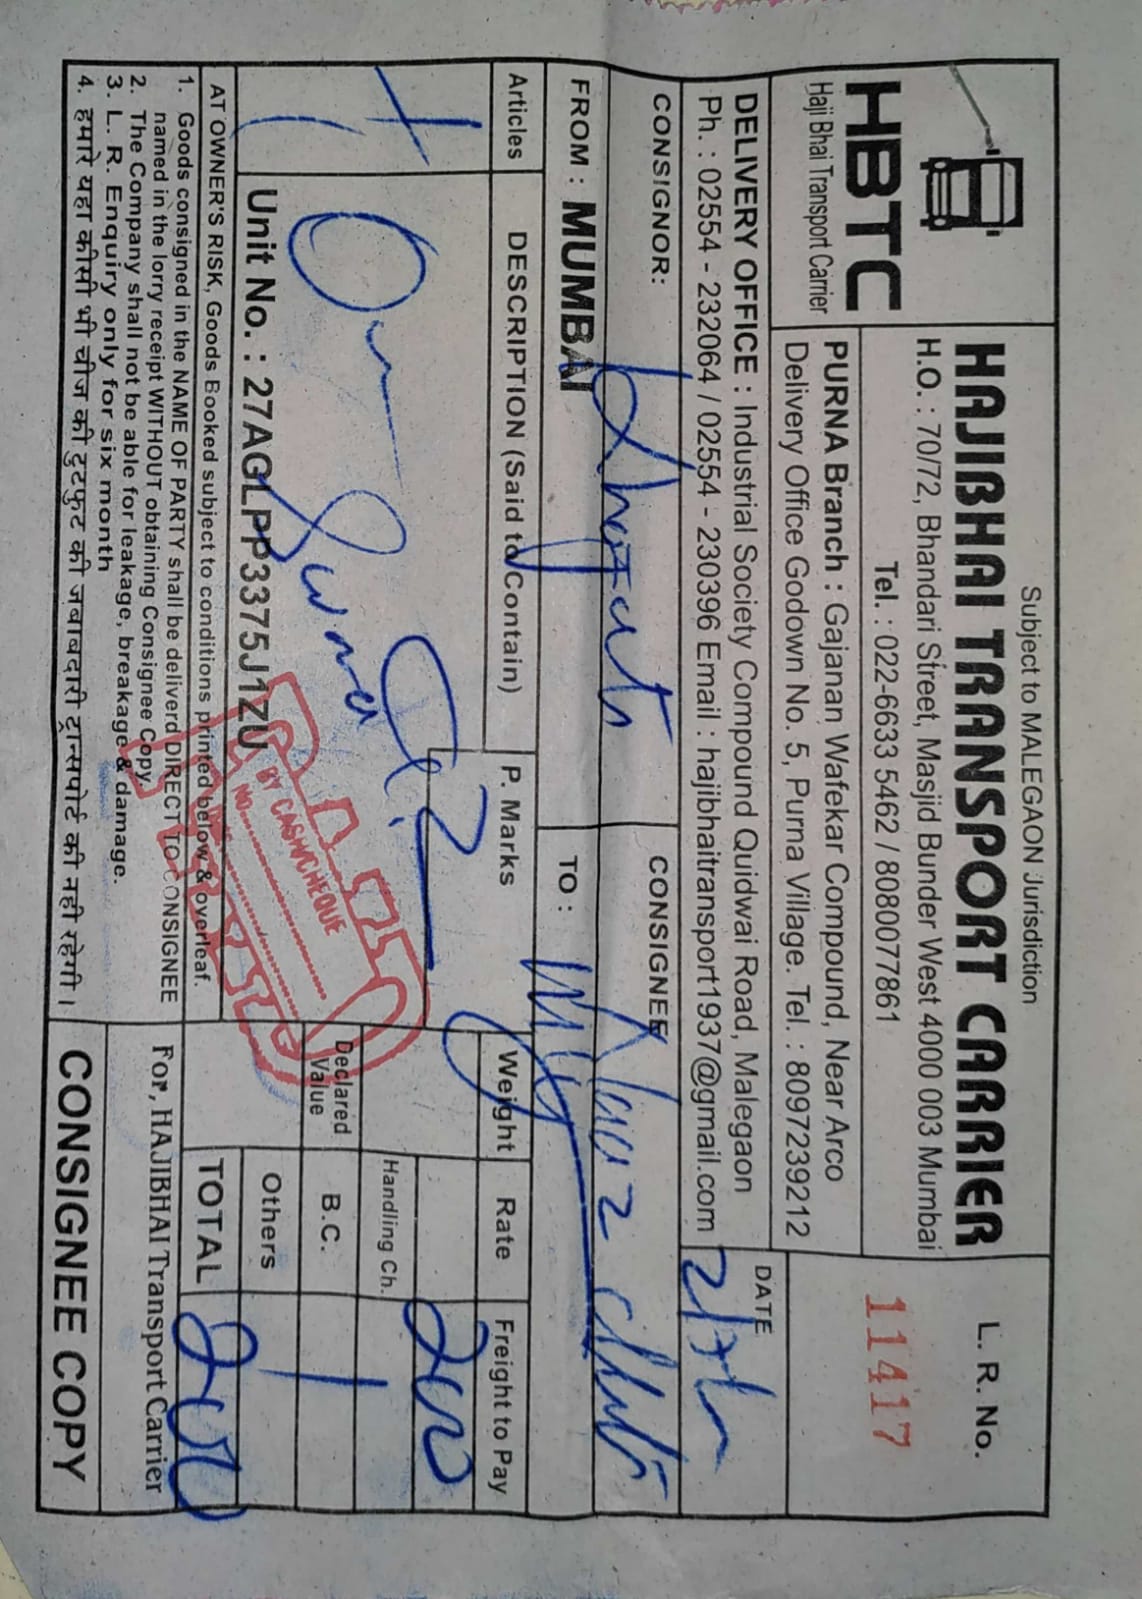 Subject to MALEGAON Jurisdiction
HBTC
Haji Bhai Transport Carrier
HAJIBHAI TRANSPORT CARRIER
H.O. : 70/72, Bhandari Street, Masjid Bunder West 4000 003 Mumbai
Tel. : 022-6633 5462 / 8080077861
PURNA Branch : Gajanan Wafekar Compound, Near Arco
Delivery Office Godown No. 5, Purna Village. Tel. : 8097239212
L. R. No.
11417
DELIVERY OFFICE : Industrial Society Compound Quidwai Road, Malegaon
Ph. : 02554 - 232064 / 02554 - 230396 Email : hajibhaitransport1937@gmail.com
DATE
CONSIGNOR:
CONSIGNEE
FROM : MUMBAI
TO :
Articles
DESCRIPTION (Said to Contain)
P. Marks
Weight
Rate
Freight to Pay
200
Handling Ch.
Declared
Value
B.C.
Others
TOTAL
200
BY CASH/CHEQUE
NO
Unit No. : 27AGLPP3375J1ZU
AT OWNER'S RISK, Goods Booked subject to conditions printed below & overleaf.
1. Goods consigned in the NAME OF PARTY shall be deliverd DIRECT TO CONSIGNEE
named in the lorry receipt WITHOUT obtaining Consignee Copy.
2. The Company shall not be able for leakage, breakage & damage.
3. L. R. Enquiry only for six month
4. हमारे यहा कीसी भी चीज की टुटफुट की जबाबदारी ट्रान्सपोर्ट की नही रहेगी ।
For, HAJIBHAI Transport Carrier
CONSIGNEE COPY